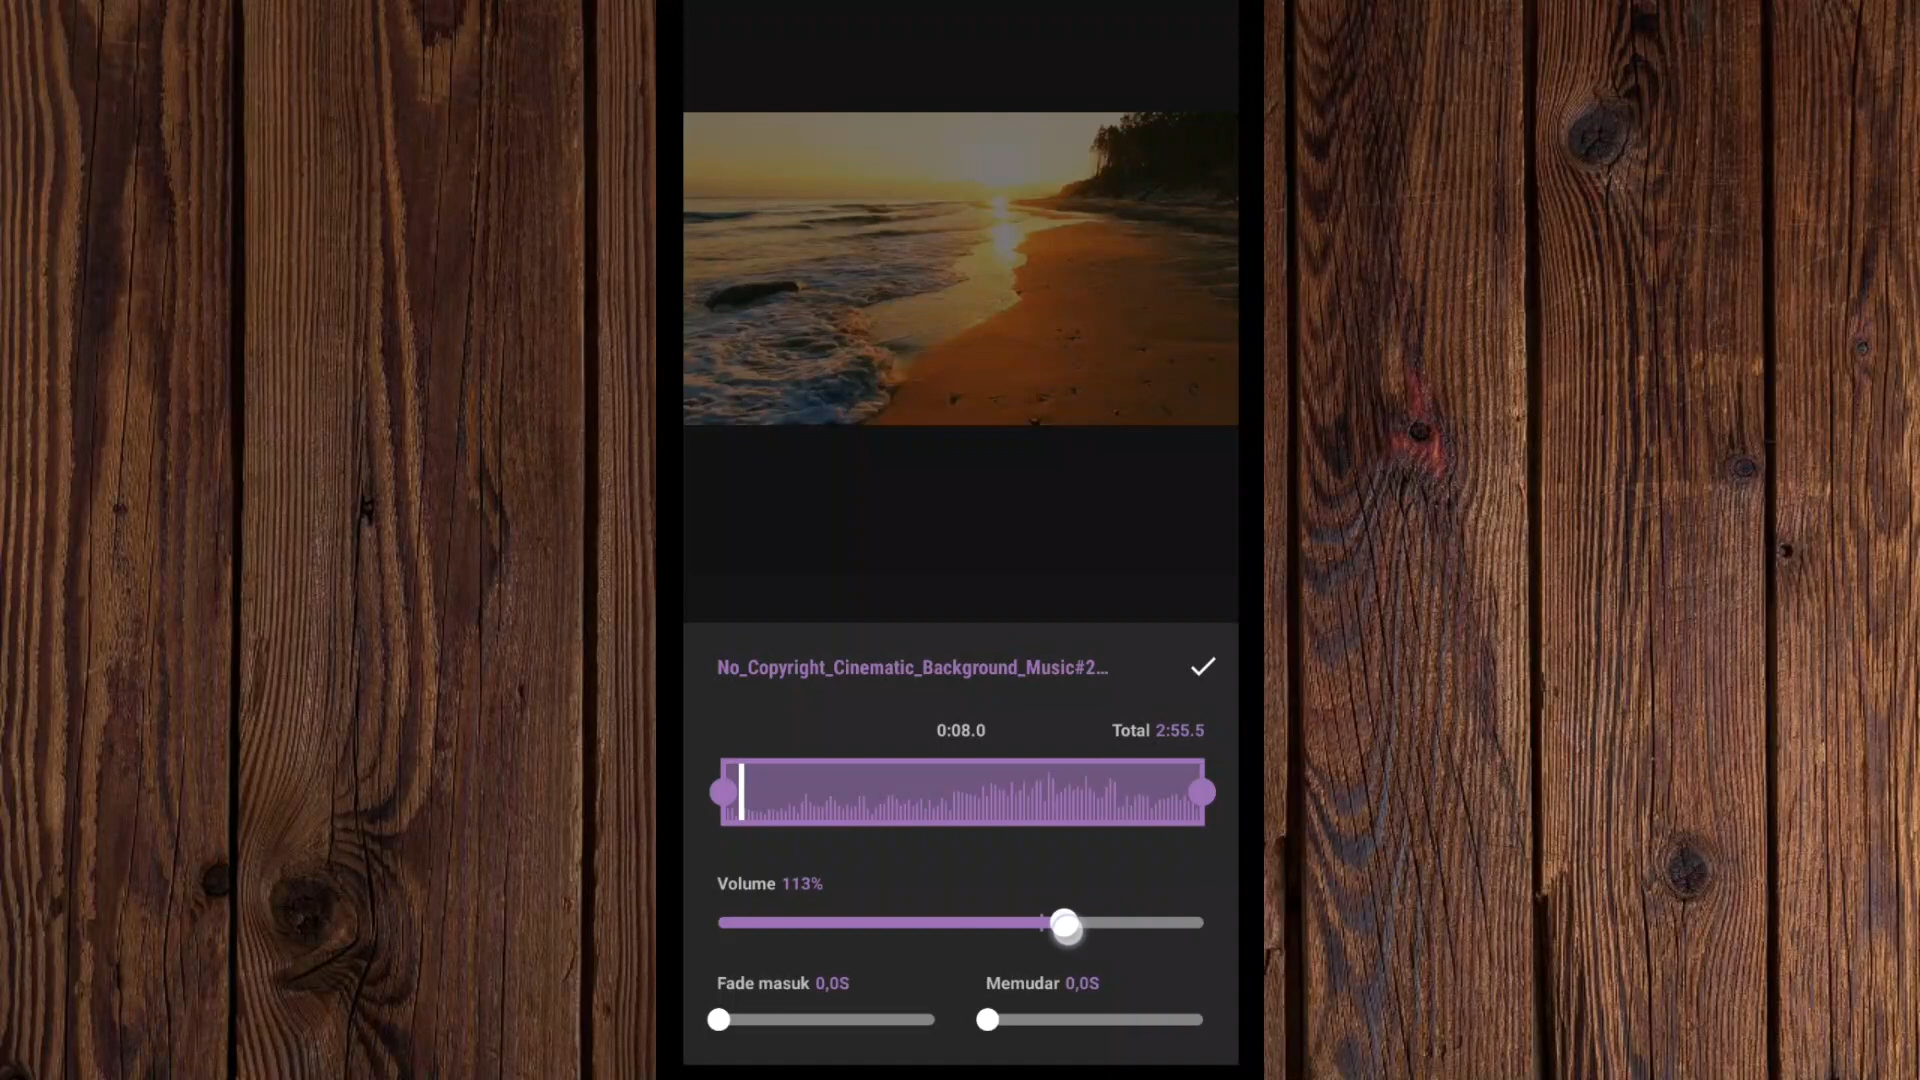 No_Copyright_Cinematic_Background_Music#2...
0:08.0 Total 2:55.5
Volume 113%
Fade masuk 0,0S Memudar 0,0S